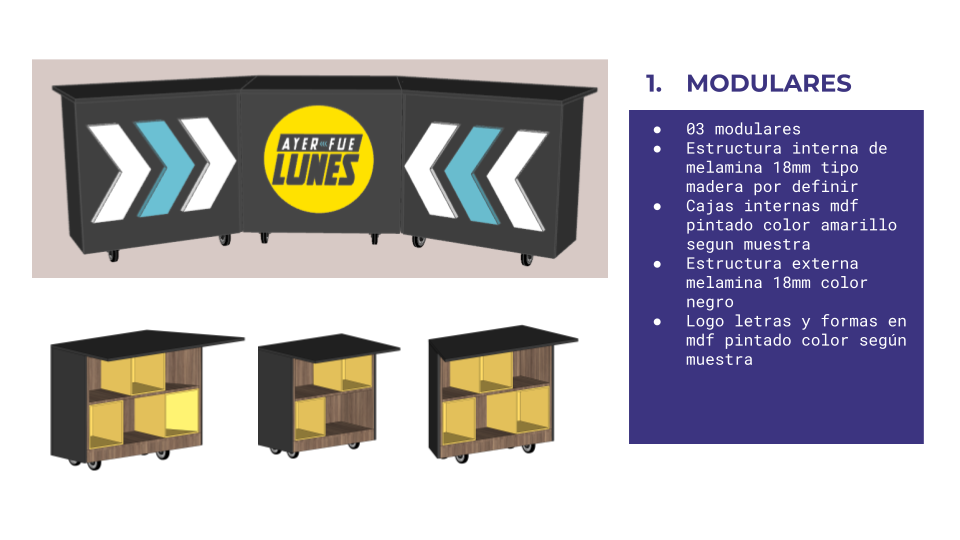 1. MODULARES
AYER FUE
LUNES
● 03 modulares
● Estructura interna de
melamina 18mm tipo
madera por definir
● Cajas internas mdf
pintado color amarillo
segun muestra
● Estructura externa
melamina 18mm color
negro
● Logo letras y formas en
mdf pintado color según
muestra